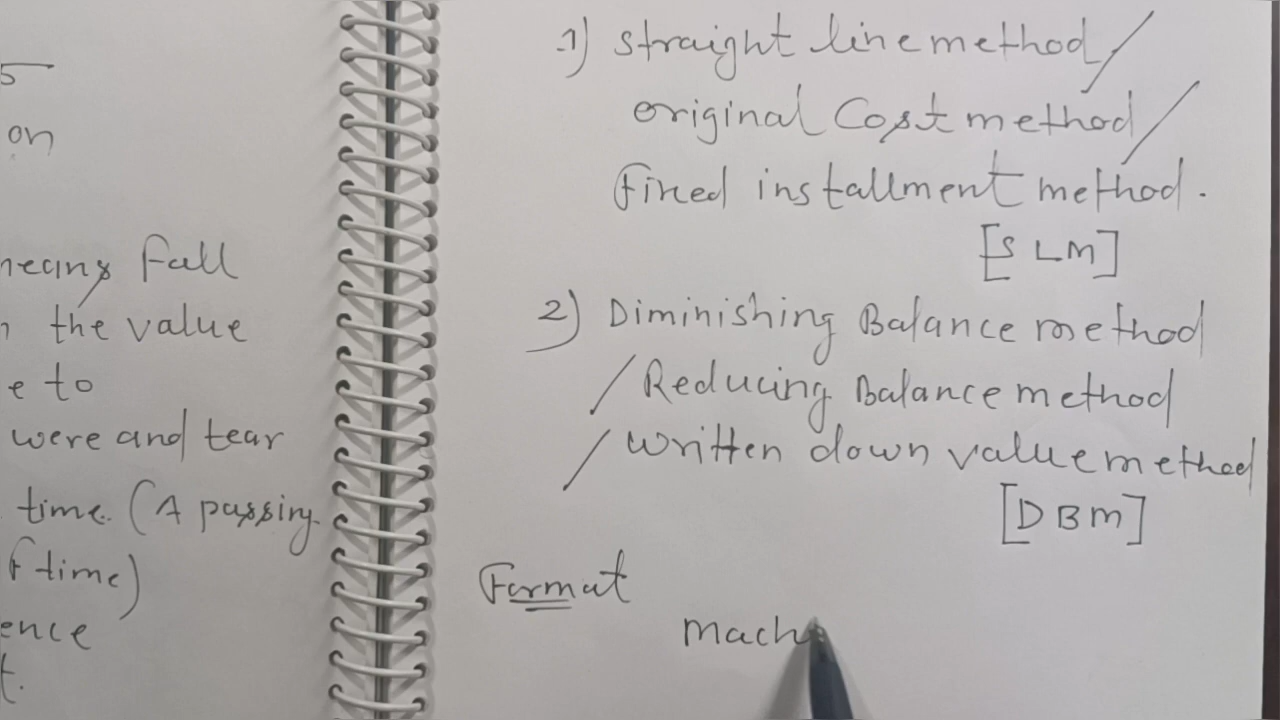 5
on
means fall
n the value
e to
were and tear
time. (A passing
f time)
ence
t.
1) straight line method /
original Cost method /
Fixed installment method.
[SLM]
2) Diminishing Balance method
/ Reducing Balance method
/ written down value method
[DBM]
Format
mach